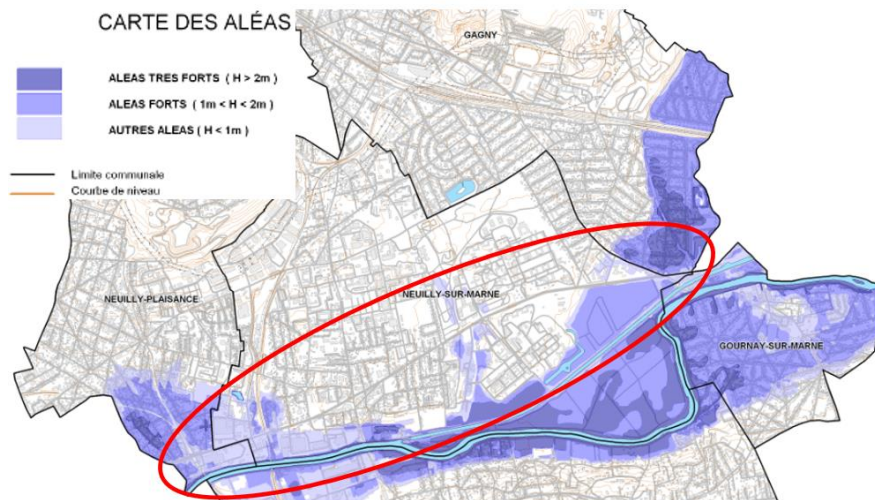 CARTE DES ALÉAS
ALEAS TRES FORTS ( H > 2m )
ALEAS FORTS ( 1m < H < 2m )
AUTRES ALEAS ( H < 1m )
Limite communale
Courbe de niveau
GAGNY
NEUILLY-PLAISANCE
NEUILLY-SUR-MARNE
GOURNAY-SUR-MARNE